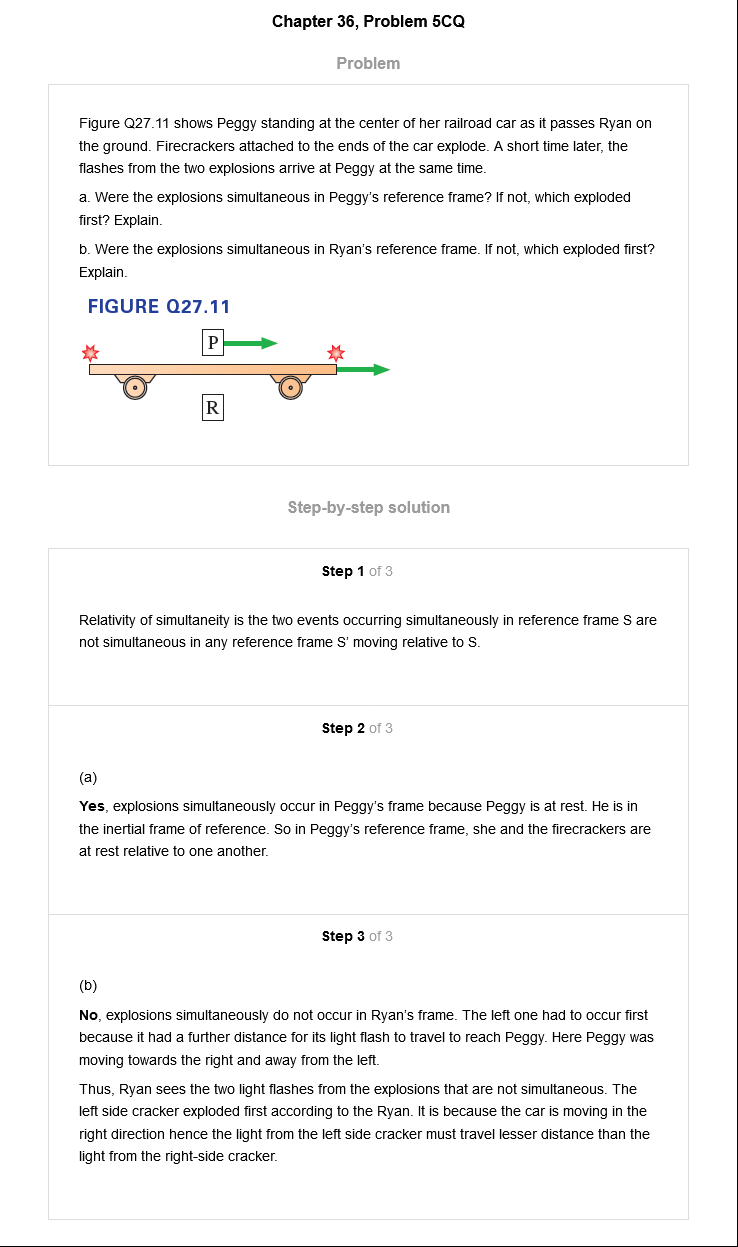 Chapter 36, Problem 5CQ
Problem
Figure Q27.11 shows Peggy standing at the center of her railroad car as it passes Ryan on
the ground. Firecrackers attached to the ends of the car explode. A short time later, the
flashes from the two explosions arrive at Peggy at the same time.
a. Were the explosions simultaneous in Peggy's reference frame? If not, which exploded
first? Explain.
b. Were the explosions simultaneous in Ryan's reference frame. If not, which exploded first?
Explain.
FIGURE Q27.11
P
R
Step-by-step solution
Step 1 of 3
Relativity of simultaneity is the two events occurring simultaneously in reference frame S are
not simultaneous in any reference frame S' moving relative to S.
Step 2 of 3
(a)
Yes, explosions simultaneously occur in Peggy's frame because Peggy is at rest. He is in
the inertial frame of reference. So in Peggy's reference frame, she and the firecrackers are
at rest relative to one another.
Step 3 of 3
(b)
No, explosions simultaneously do not occur in Ryan's frame. The left one had to occur first
because it had a further distance for its light flash to travel to reach Peggy. Here Peggy was
moving towards the right and away from the left.
Thus, Ryan sees the two light flashes from the explosions that are not simultaneous. The
left side cracker exploded first according to the Ryan. It is because the car is moving in the
right direction hence the light from the left side cracker must travel lesser distance than the
light from the right-side cracker.